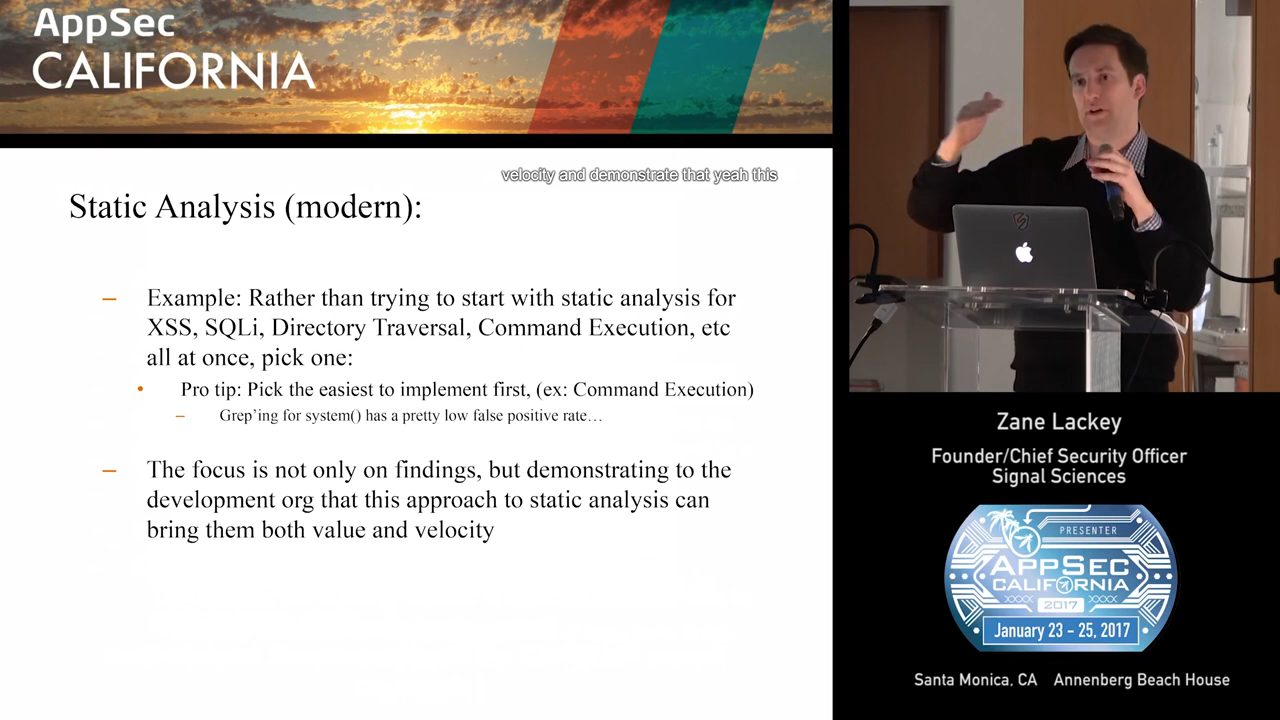 AppSec
CALIFORNIA
velocity and demonstrate that yeah this
Static Analysis (modern):
– Example: Rather than trying to start with static analysis for
XSS, SQLi, Directory Traversal, Command Execution, etc
all at once, pick one:
• Pro tip: Pick the easiest to implement first, (ex: Command Execution)
– Grep’ing for system() has a pretty low false positive rate…
– The focus is not only on findings, but demonstrating to the
development org that this approach to static analysis can
bring them both value and velocity
Zane Lackey
Founder/Chief Security Officer
Signal Sciences
PRESENTER
APPSEC
CALIFORNIA
2017
January 23 - 25, 2017
Santa Monica, CA Annenberg Beach House